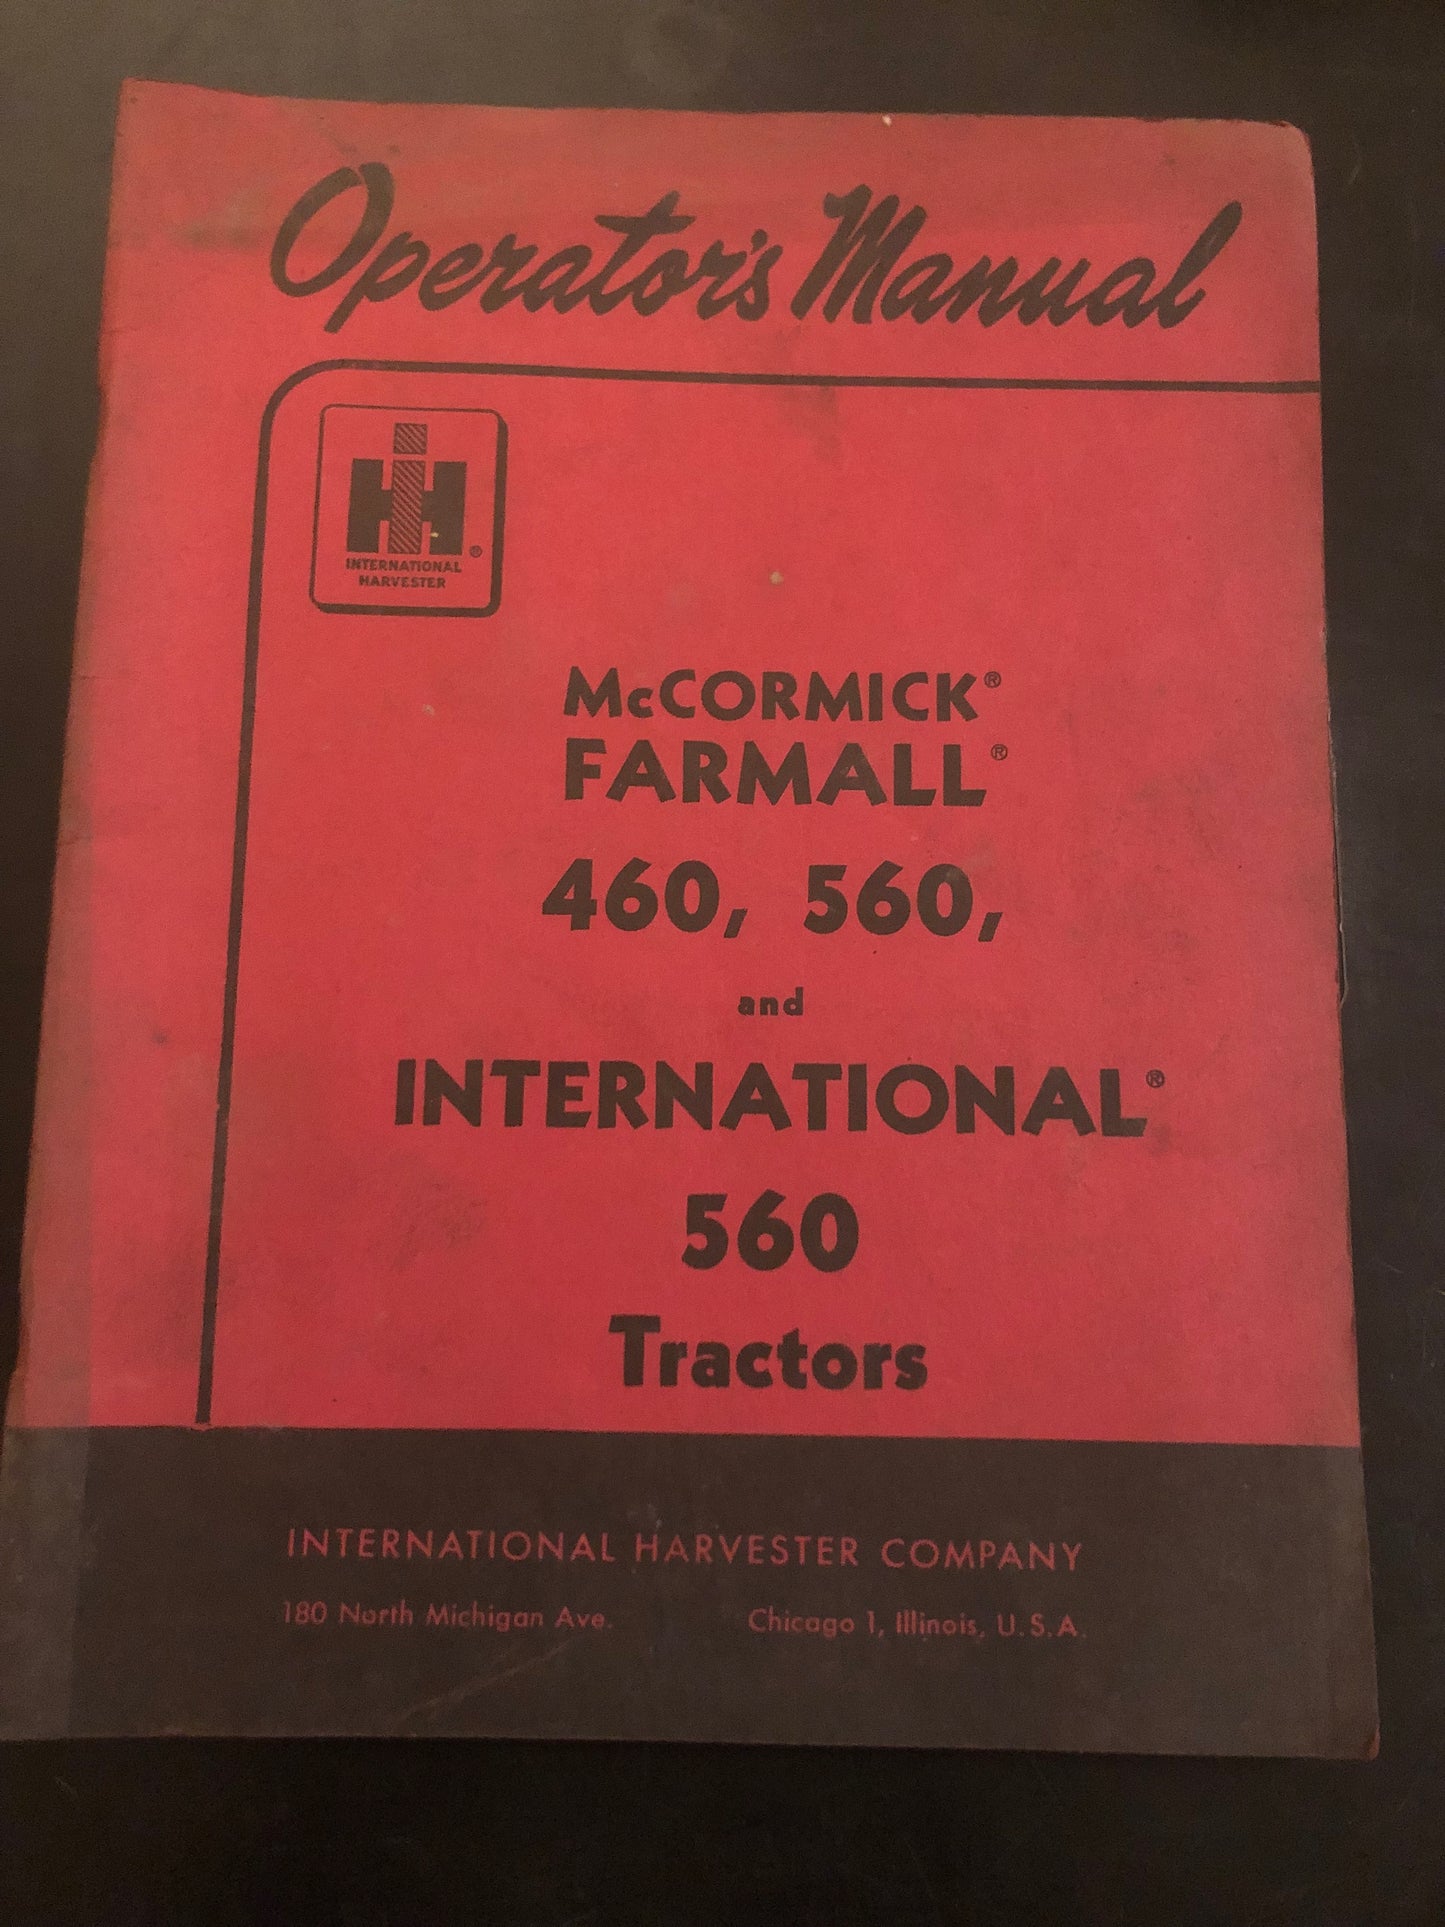 Operator's Manual
IH ®
INTERNATIONAL
HARVESTER
McCORMICK®
FARMALL®
460, 560,
and
INTERNATIONAL®
560
Tractors
INTERNATIONAL HARVESTER COMPANY
180 North Michigan Ave. Chicago 1, Illinois, U.S.A.